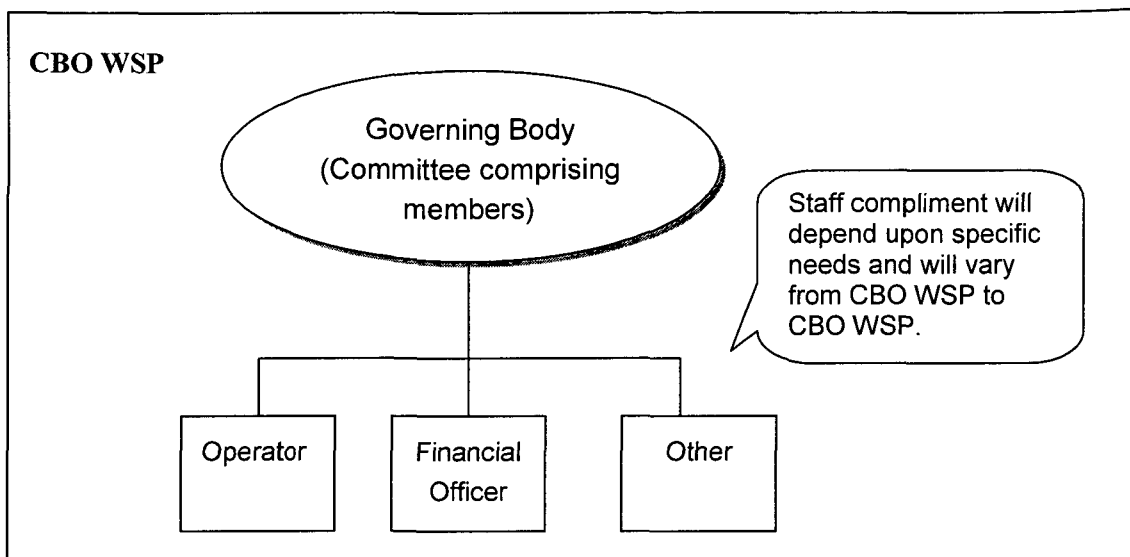 CBO WSP
Governing Body
(Committee comprising
members)
Staff compliment will
depend upon specific
needs and will vary
from CBO WSP to
CBO WSP.
Operator
Financial
Officer
Other